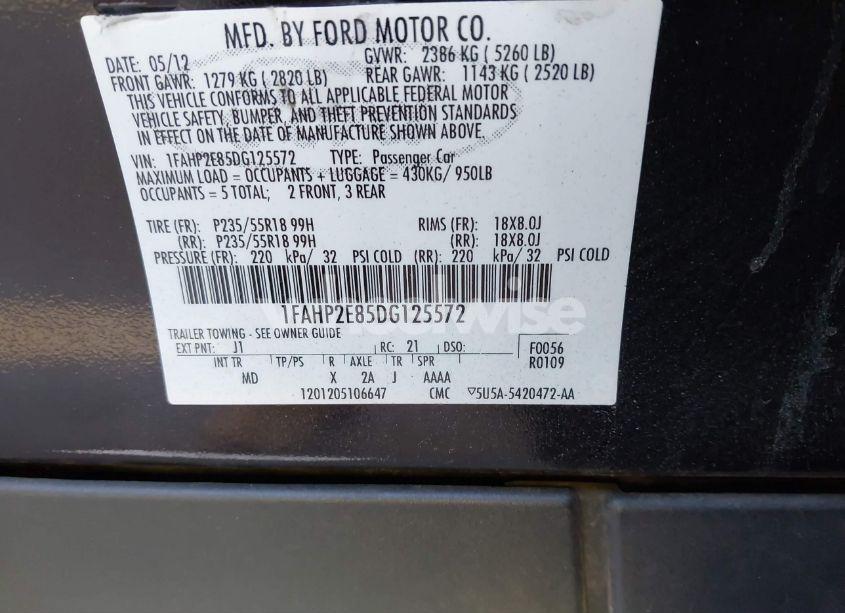 MFD. BY FORD MOTOR CO.
DATE: 05/12 GVWR: 2386 KG ( 5260 LB)
FRONT GAWR: 1279 KG ( 2820 LB) REAR GAWR: 1143 KG ( 2520 LB)
THIS VEHICLE CONFORMS TO ALL APPLICABLE FEDERAL MOTOR
VEHICLE SAFETY, BUMPER, AND THEFT PREVENTION STANDARDS
IN EFFECT ON THE DATE OF MANUFACTURE SHOWN ABOVE.
VIN: 1FAHP2E85DG125572 TYPE: Passenger Car
MAXIMUM LOAD = OCCUPANTS + LUGGAGE = 430KG/ 950LB
OCCUPANTS = 5 TOTAL; 2 FRONT, 3 REAR
TIRE (FR): P235/55R18 99H RIMS (FR): 18X8.0J
(RR): P235/55R18 99H (RR): 18X8.0J
PRESSURE (FR): 220 kPa/ 32 PSI COLD (RR): 220 kPa/ 32 PSI COLD
1FAHP2E85DG125572
TRAILER TOWING - SEE OWNER GUIDE
EXT PNT: J1 RC: 21 DSO: F0056
INT TR TP/PS R AXLE TR SPR R0109
MD X 2A J AAAA
1201205106647 CMC ▽5U5A-5420472-AA